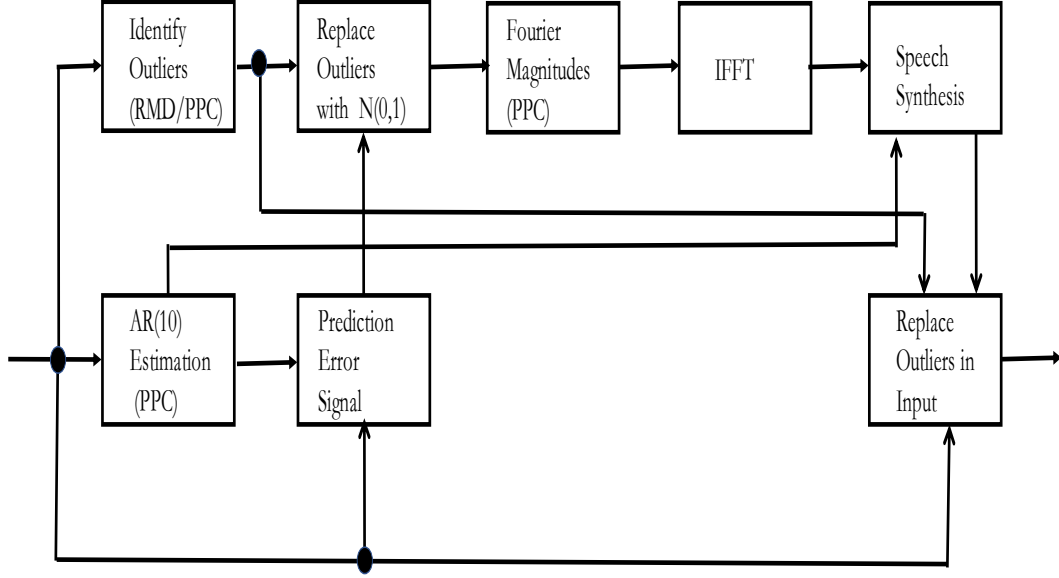 Identify
Outliers
(RMD/PPC)
Replace
Outliers
with N(0,1)
Fourier
Magnitudes
(PPC)
IFFT
Speech
Synthesis
AR(10)
Estimation
(PPC)
Prediction
Error
Signal
Replace
Outliers in
Input